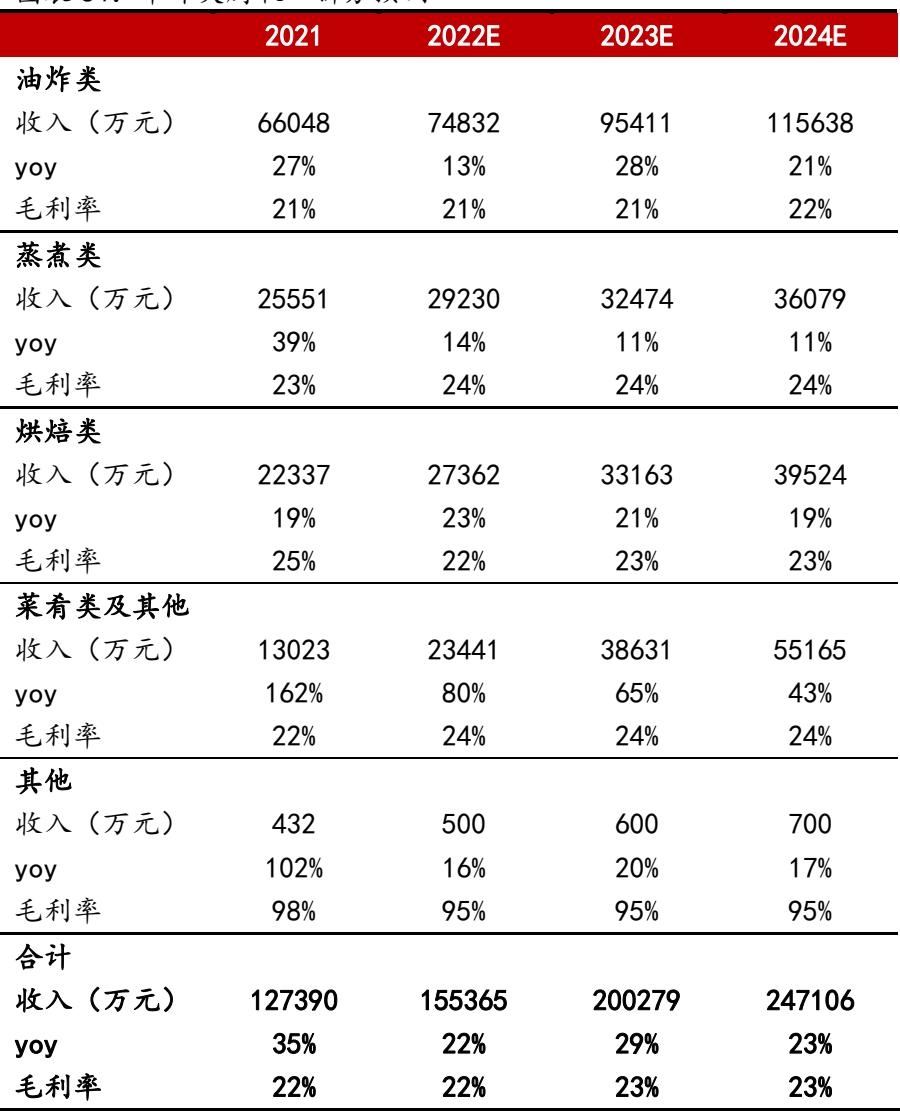 2021 2022E 2023E 2024E
油炸类
收入（万元） 66048 74832 95411 115638
yoy 27% 13% 28% 21%
毛利率 21% 21% 21% 22%
蒸煮类
收入（万元） 25551 29230 32474 36079
yoy 39% 14% 11% 11%
毛利率 23% 24% 24% 24%
烘焙类
收入（万元） 22337 27362 33163 39524
yoy 19% 23% 21% 19%
毛利率 25% 22% 23% 23%
菜肴类及其他
收入（万元） 13023 23441 38631 55165
yoy 162% 80% 65% 43%
毛利率 22% 24% 24% 24%
其他
收入（万元） 432 500 600 700
yoy 102% 16% 20% 17%
毛利率 98% 95% 95% 95%
合计
收入（万元） 127390 155365 200279 247106
yoy 35% 22% 29% 23%
毛利率 22% 22% 23% 23%